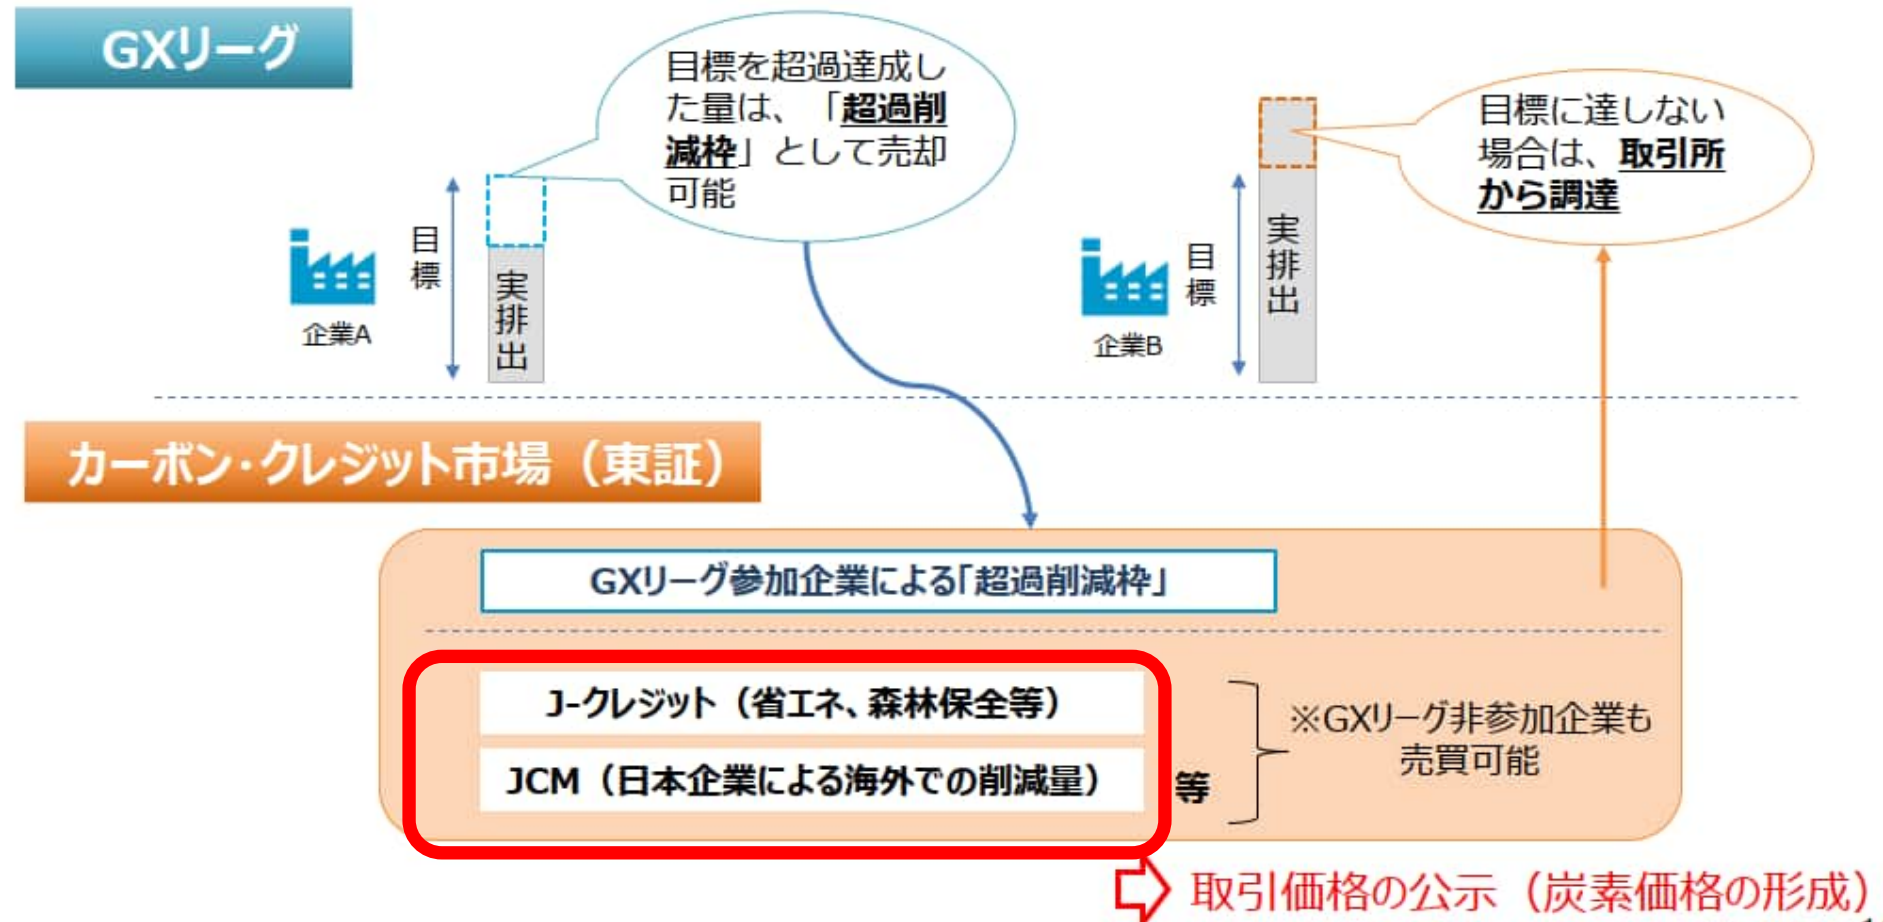 GXリーグ
目標を超過達成し
た量は、「超過削
減枠」として売却
可能
目標に達しない
場合は、取引所
から調達
目標
実排出
企業A
目標
実排出
企業B
カーボン・クレジット市場（東証）
GXリーグ参加企業による「超過削減枠」
J-クレジット（省エネ、森林保全等）
JCM（日本企業による海外での削減量）
等
※GXリーグ非参加企業も
売買可能
取引価格の公示（炭素価格の形成）